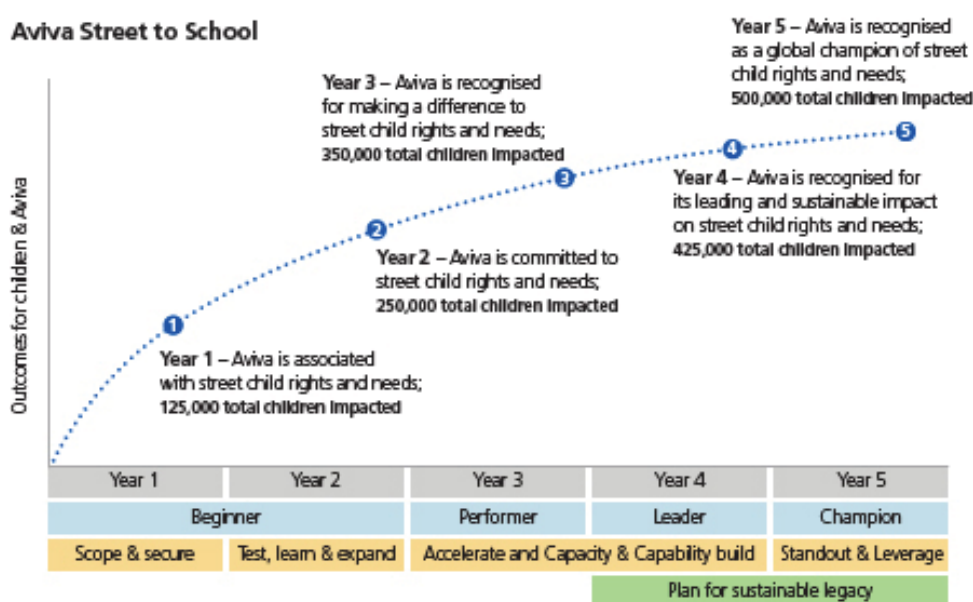 Aviva Street to School
Year 5 – Aviva is recognised
as a global champion of street
child rights and needs;
500,000 total children impacted
Year 3 – Aviva is recognised
for making a difference to
street child rights and needs;
350,000 total children impacted
5
4
3
Year 4 – Aviva is recognised for
its leading and sustainable impact
on street child rights and needs;
425,000 total children impacted
2
Year 2 – Aviva is committed to
street child rights and needs;
250,000 total children impacted
1
Year 1 – Aviva is associated
with street child rights and needs;
125,000 total children impacted
Outcomes for children & Aviva
Year 1 Year 2 Year 3 Year 4 Year 5
Beginner Performer Leader Champion
Scope & secure Test, learn & expand Accelerate and Capacity & Capability build Standout & Leverage
Plan for sustainable legacy